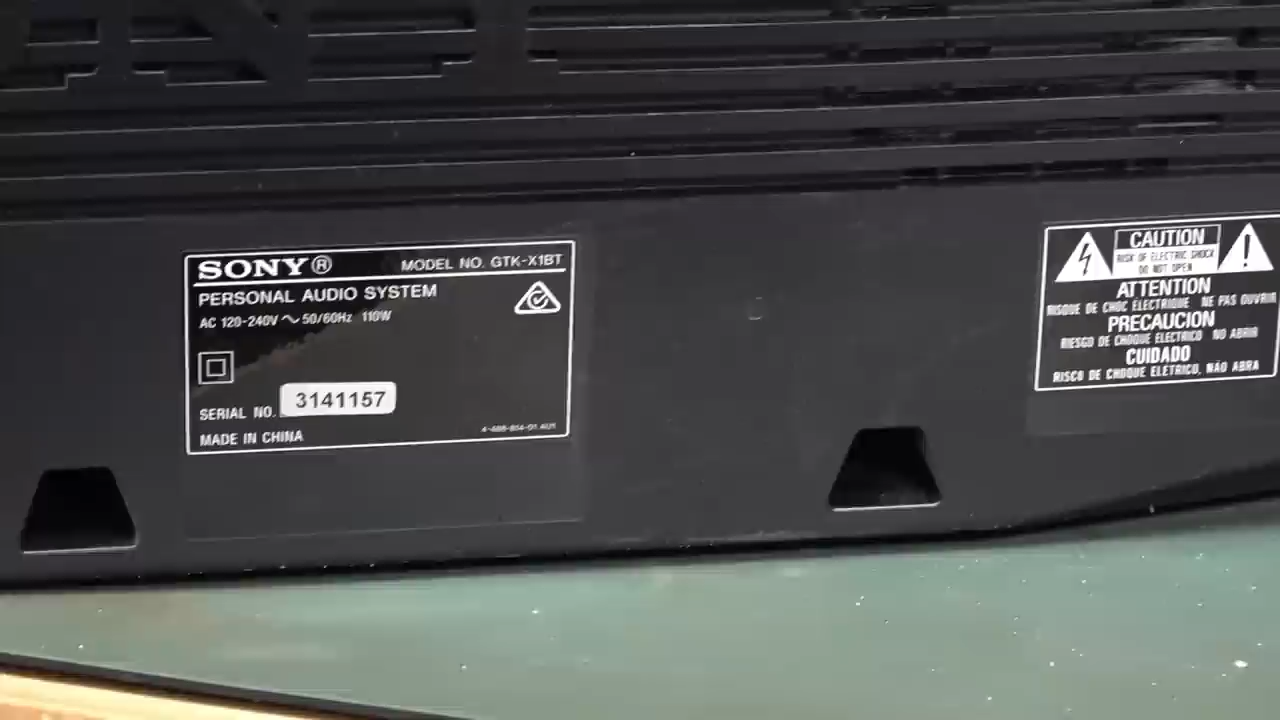 SONY®
MODEL NO. GTK-X1BT
PERSONAL AUDIO SYSTEM
AC 120-240V ~ 50/60Hz 110W
SERIAL NO. 3141157
MADE IN CHINA
CAUTION
RISK OF ELECTRIC SHOCK
DO NOT OPEN
ATTENTION
RISQUE DE CHOC ÉLECTRIQUE NE PAS OUVRIR
PRECAUCION
RIESGO DE CHOQUE ELECTRICO NO ABRIR
CUIDADO
RISCO DE CHOQUE ELÉTRICO, NÃO ABRA